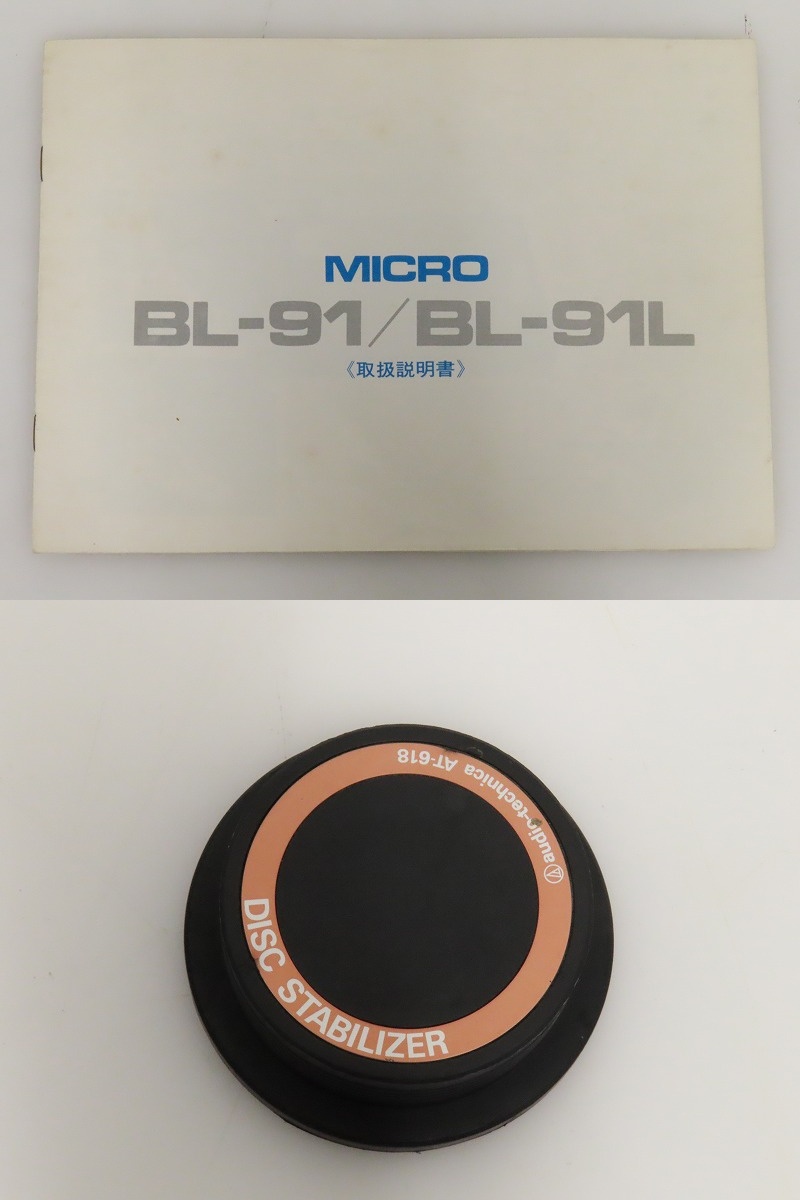 MICRO
BL-91/BL-91L
《取扱説明書》
audio-technica AT-618
DISC STABILIZER